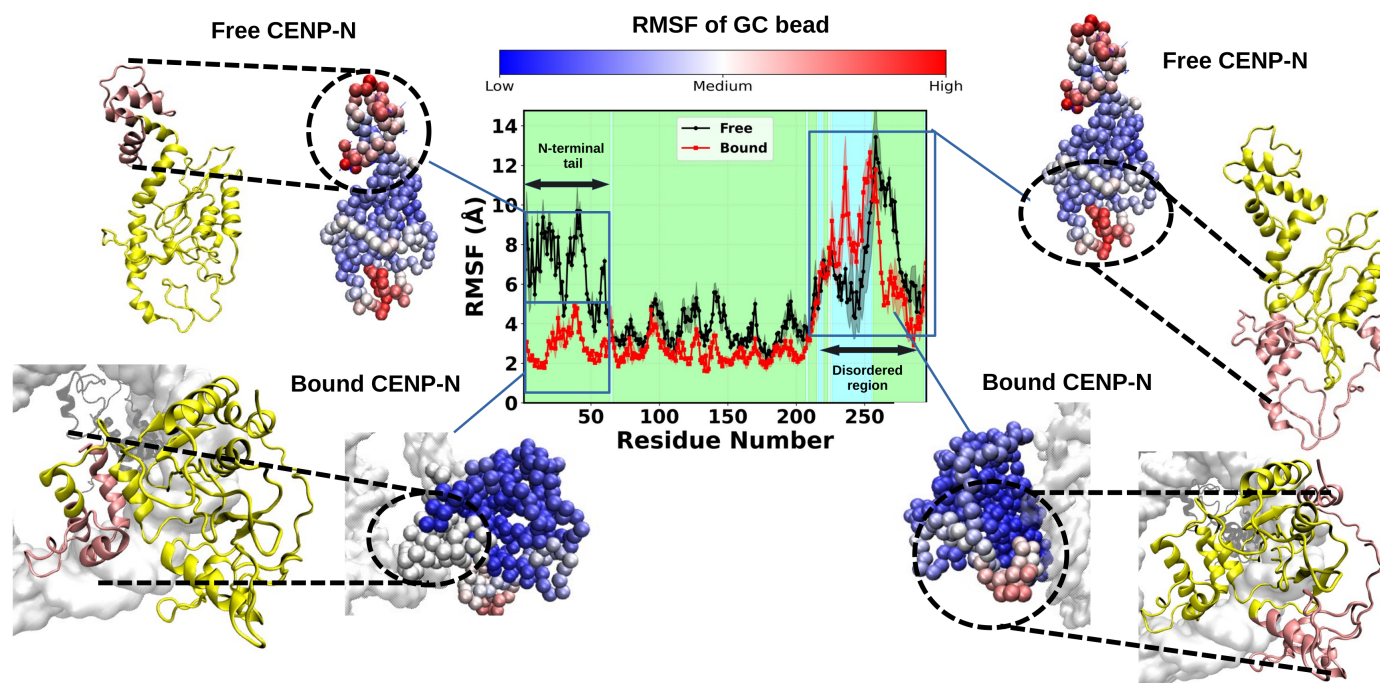 RMSF of GC bead
Free CENP-N
Free CENP-N
Low
Medium
High
Free
Bound
N-terminal
tail
Disordered
region
RMSF (Å)
14
12
10
8
6
4
2
0
50
100
150
200
250
Residue Number
Bound CENP-N
Bound CENP-N